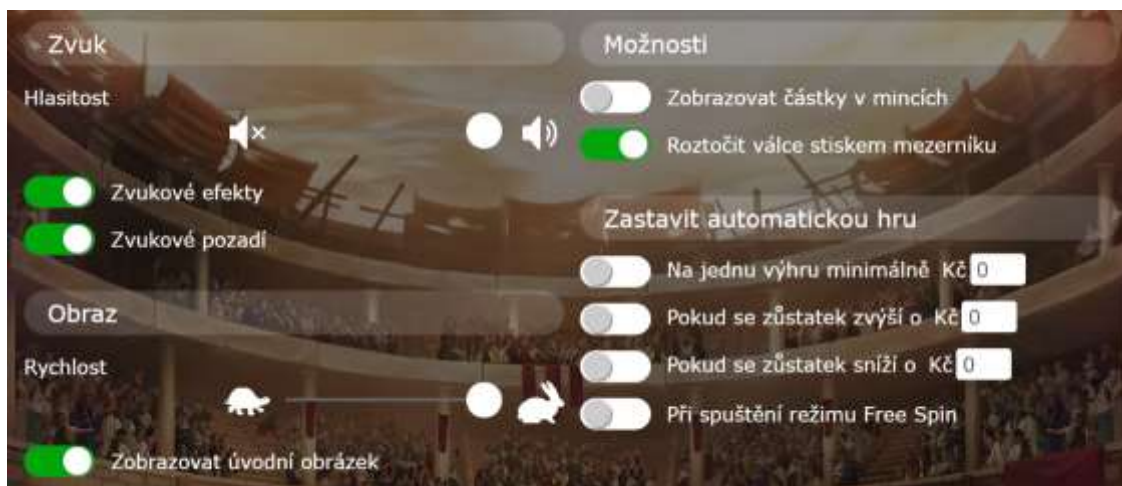 Zvuk
Hlasitost
Zvukové efekty
Zvukové pozadí
Obraz
Rychlost
Zobrazovat úvodní obrázek
Možnosti
Zobrazovat částky v mincích
Roztočit válce stiskem mezerníku
Zastavit automatickou hru
Na jednu výhru minimálně Kč 0
Pokud se zůstatek zvýší o Kč 0
Pokud se zůstatek sníží o Kč 0
Při spuštění režimu Free Spin